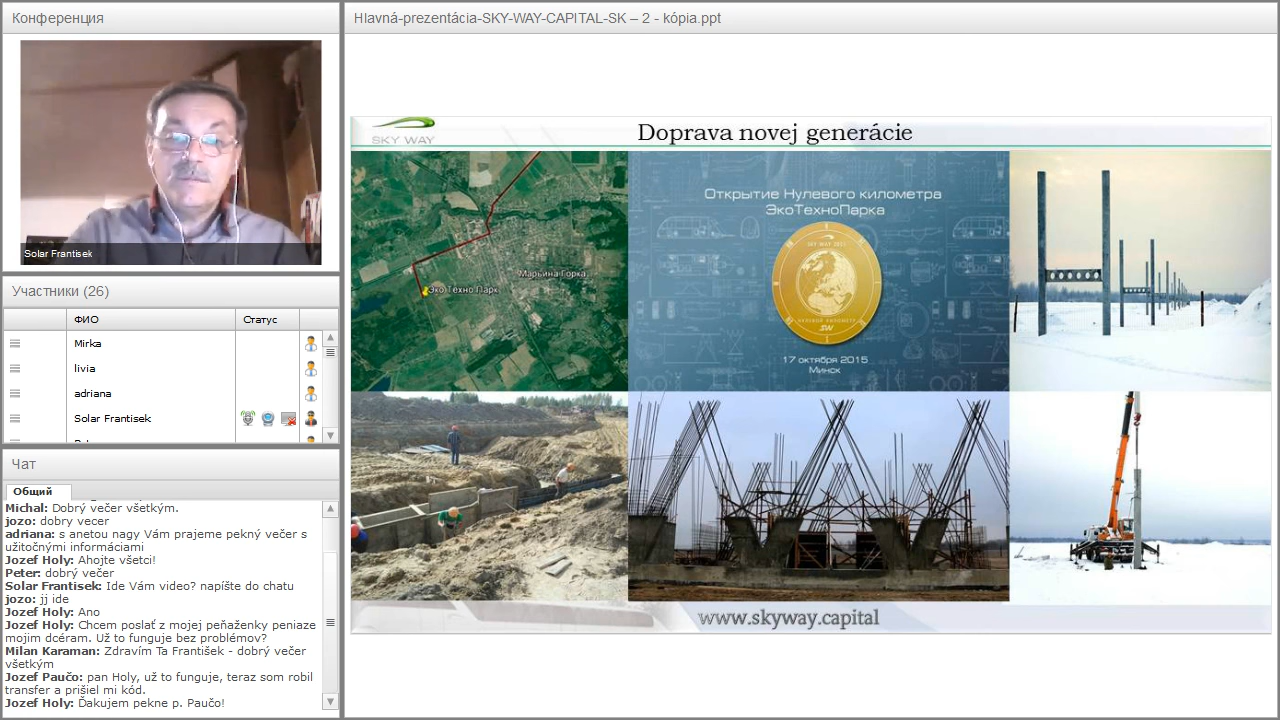 Конференция
Solar Frantisek
Участники (26)
ФИО
Статус
Mirka
livia
adriana
Solar Frantisek
Чат
Общий
Michal: Dobrý večer všetkým.
jozo: dobry vecer
adriana: s anetou nagy Vám prajeme pekný večer s
užitočnými informáciami
Jozef Holy: Ahojte všetci!
Peter: dobrý večer
Solar Frantisek: Ide Vám video? napíšte do chatu
jozo: jj ide
Jozef Holy: Ano
Jozef Holy: Chcem poslať z mojej peňaženky peniaze
mojim dcéram. Už to funguje bez problémov?
Milan Karaman: Zdravím Ta František - dobrý večer
všetkým
Jozef Paučo: pan Holy, už to funguje, teraz som robil
transfer a prišiel mi kód.
Jozef Holy: Ďakujem pekne p. Paučo!
Hlavná-prezentácia-SKY-WAY-CAPITAL-SK – 2 - kópia.ppt
SKY WAY
Doprava novej generácie
Марьина Горка
Эко Техно Парк
Открытие Нулевого километра
ЭкоТехноПарка
SKY WAY 2015
НУЛЕВОЙ КИЛОМЕТР
SW
17 октября 2015
Минск
www.skyway.capital